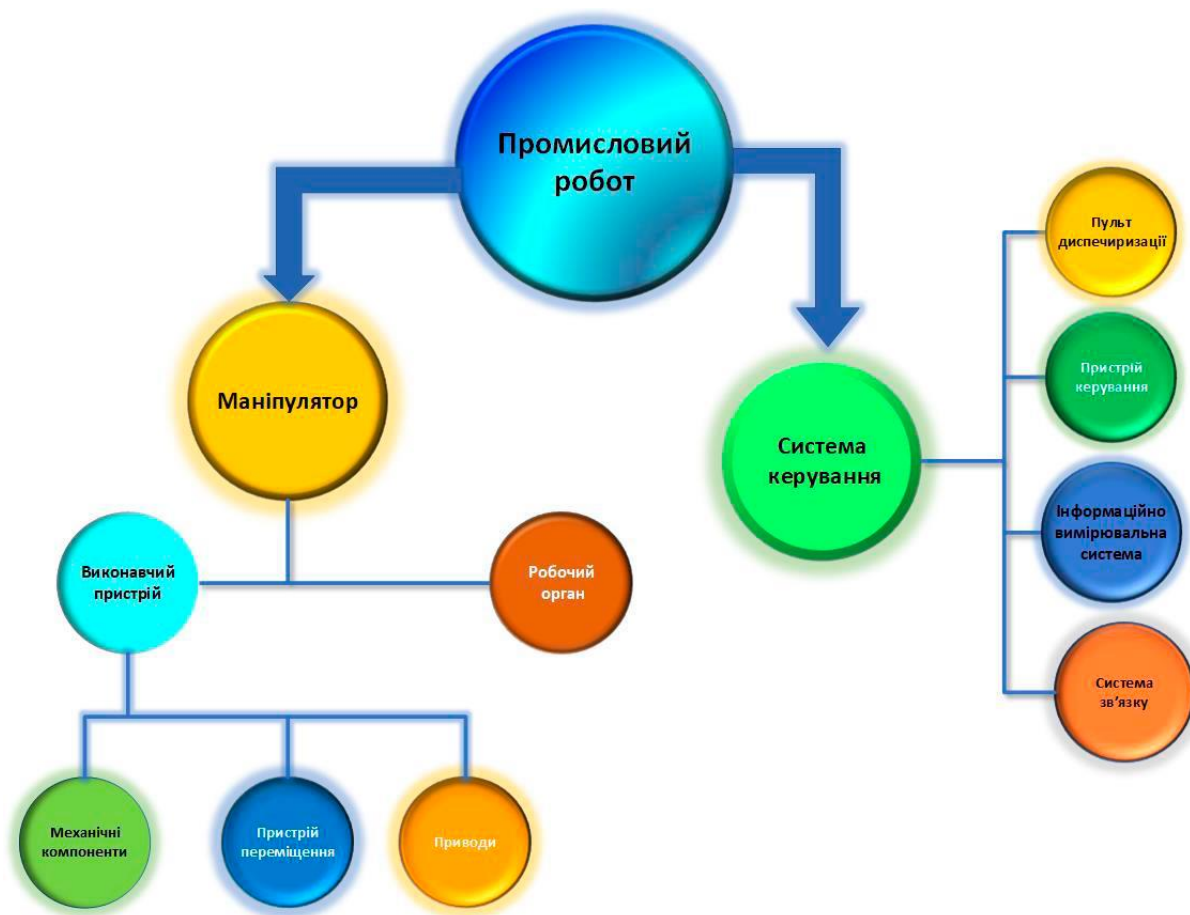 Промисловий
робот
Маніпулятор
Система
керування
Пульт
диспечиризації
Пристрій
керування
Інформаційно
вимірювальна
система
Система
зв'язку
Виконавчий
пристрій
Робочий
орган
Механічні
компоненти
Пристрій
переміщення
Приводи